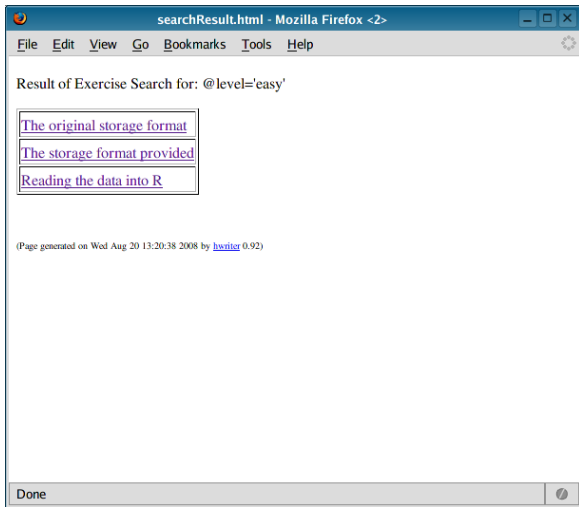 searchResult.html - Mozilla Firefox <2>
File Edit View Go Bookmarks Tools Help
Result of Exercise Search for: @level='easy'
The original storage format
The storage format provided
Reading the data into R
(Page generated on Wed Aug 20 13:20:38 2008 by hwriter 0.92)
Done